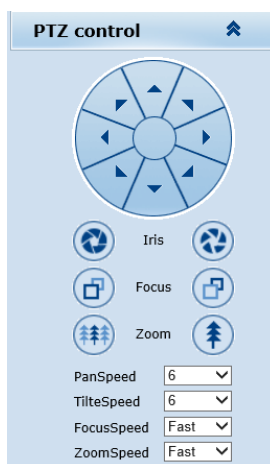 PTZ control
Iris
Focus
Zoom
PanSpeed 6
TilteSpeed 6
FocusSpeed Fast
ZoomSpeed Fast